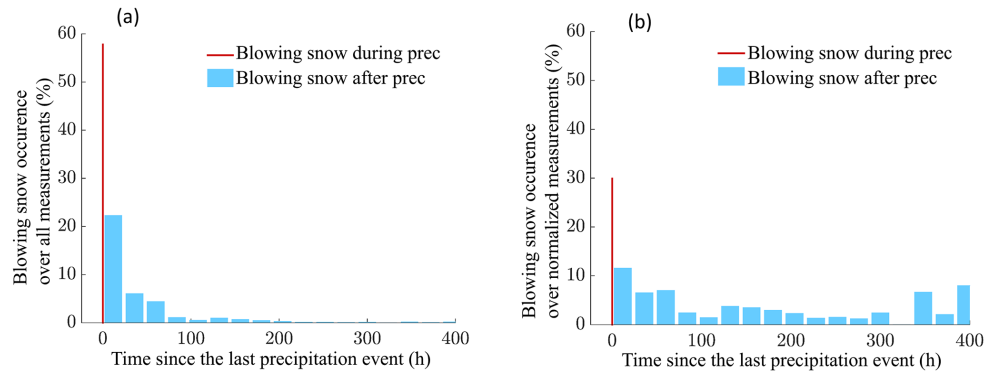 (a)
60
50
40
30
20
10
0
Blowing snow occurence
over all measurements (%)
Blowing snow during prec
Blowing snow after prec
0 100 200 300 400
Time since the last precipitation event (h)
(b)
60
50
40
30
20
10
0
Blowing snow occurence
over normalized measurements (%)
Blowing snow during prec
Blowing snow after prec
0 100 200 300 400
Time since the last precipitation event (h)